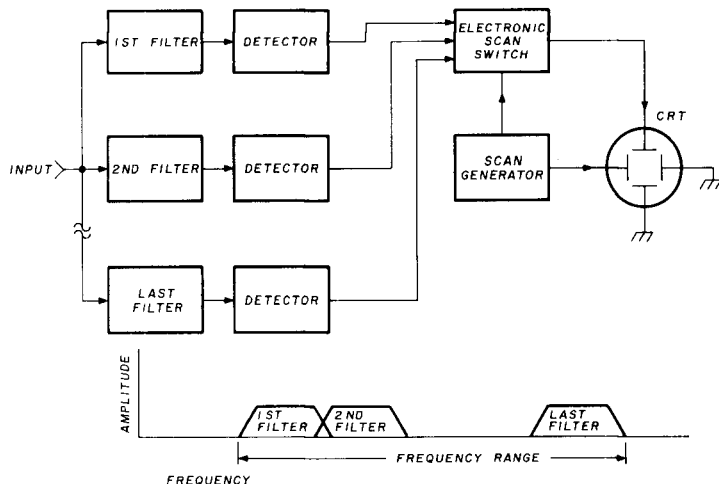 1ST FILTER
DETECTOR
ELECTRONIC
SCAN
SWITCH
CRT
INPUT
2ND FILTER
DETECTOR
SCAN
GENERATOR
LAST
FILTER
DETECTOR
AMPLITUDE
1ST
FILTER
2ND
FILTER
LAST
FILTER
FREQUENCY RANGE
FREQUENCY